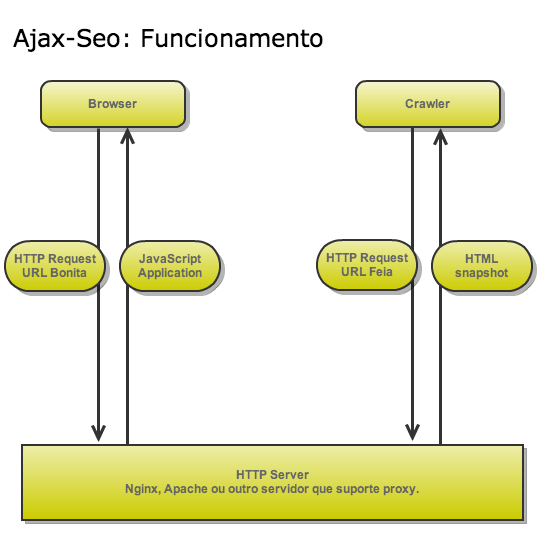 Ajax-Seo: Funcionamento
Browser
Crawler
HTTP Request
URL Bonita
JavaScript
Application
HTTP Request
URL Feia
HTML
snapshot
HTTP Server
Nginx, Apache ou outro servidor que suporte proxy.